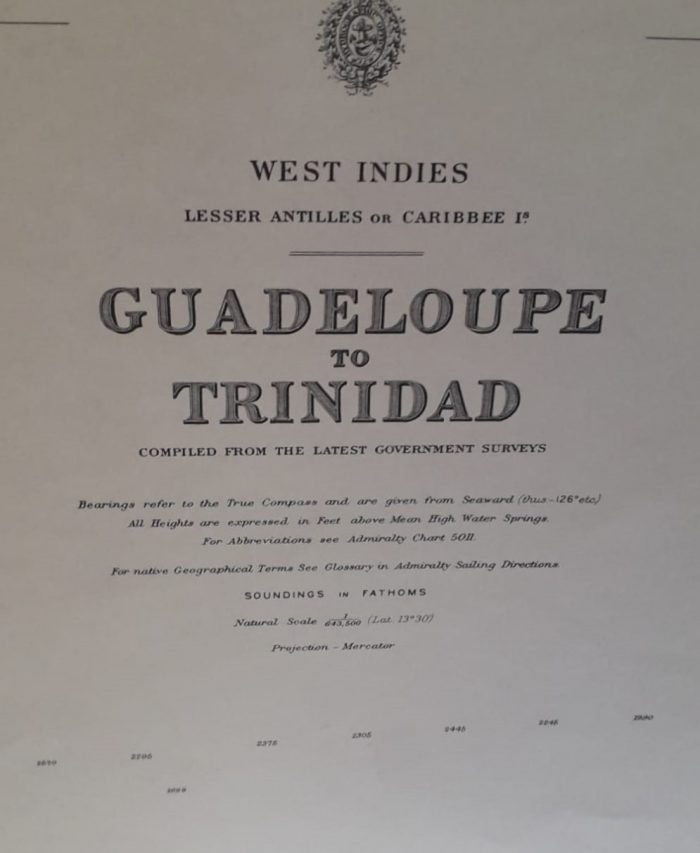 WEST INDIES
LESSER ANTILLES OR CARIBBEE Iˢ
GUADELOUPE
TO
TRINIDAD
COMPILED FROM THE LATEST GOVERNMENT SURVEYS
Bearings refer to the True Compass and are given from Seaward (thus-126° etc)
All Heights are expressed in Feet above Mean High Water Springs.
For Abbreviations see Admiralty Chart 5011.
For native Geographical Terms See Glossary in Admiralty Sailing Directions.
SOUNDINGS IN FATHOMS
Natural Scale 1/643,500 (Lat. 13°30')
Projection - Mercator
2445
2305
2375
2295